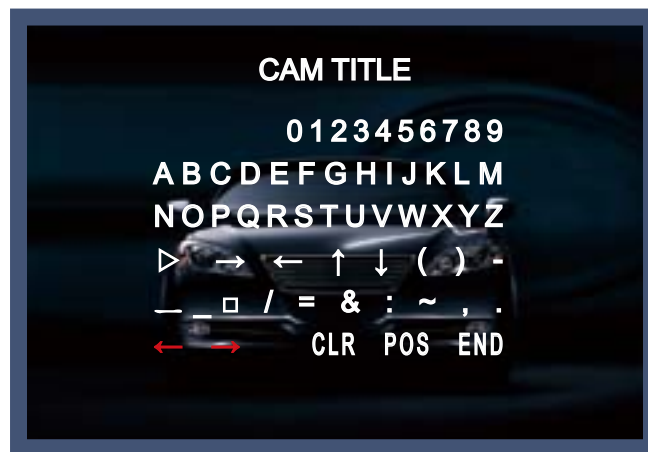 CAM TITLE
0123456789
ABCDEFGHIJKLM
NOPQRSTUVWXYZ
▷ → ← ↑ ↓ ( ) -
— _ □ / = & : ~ , .
← → CLR POS END